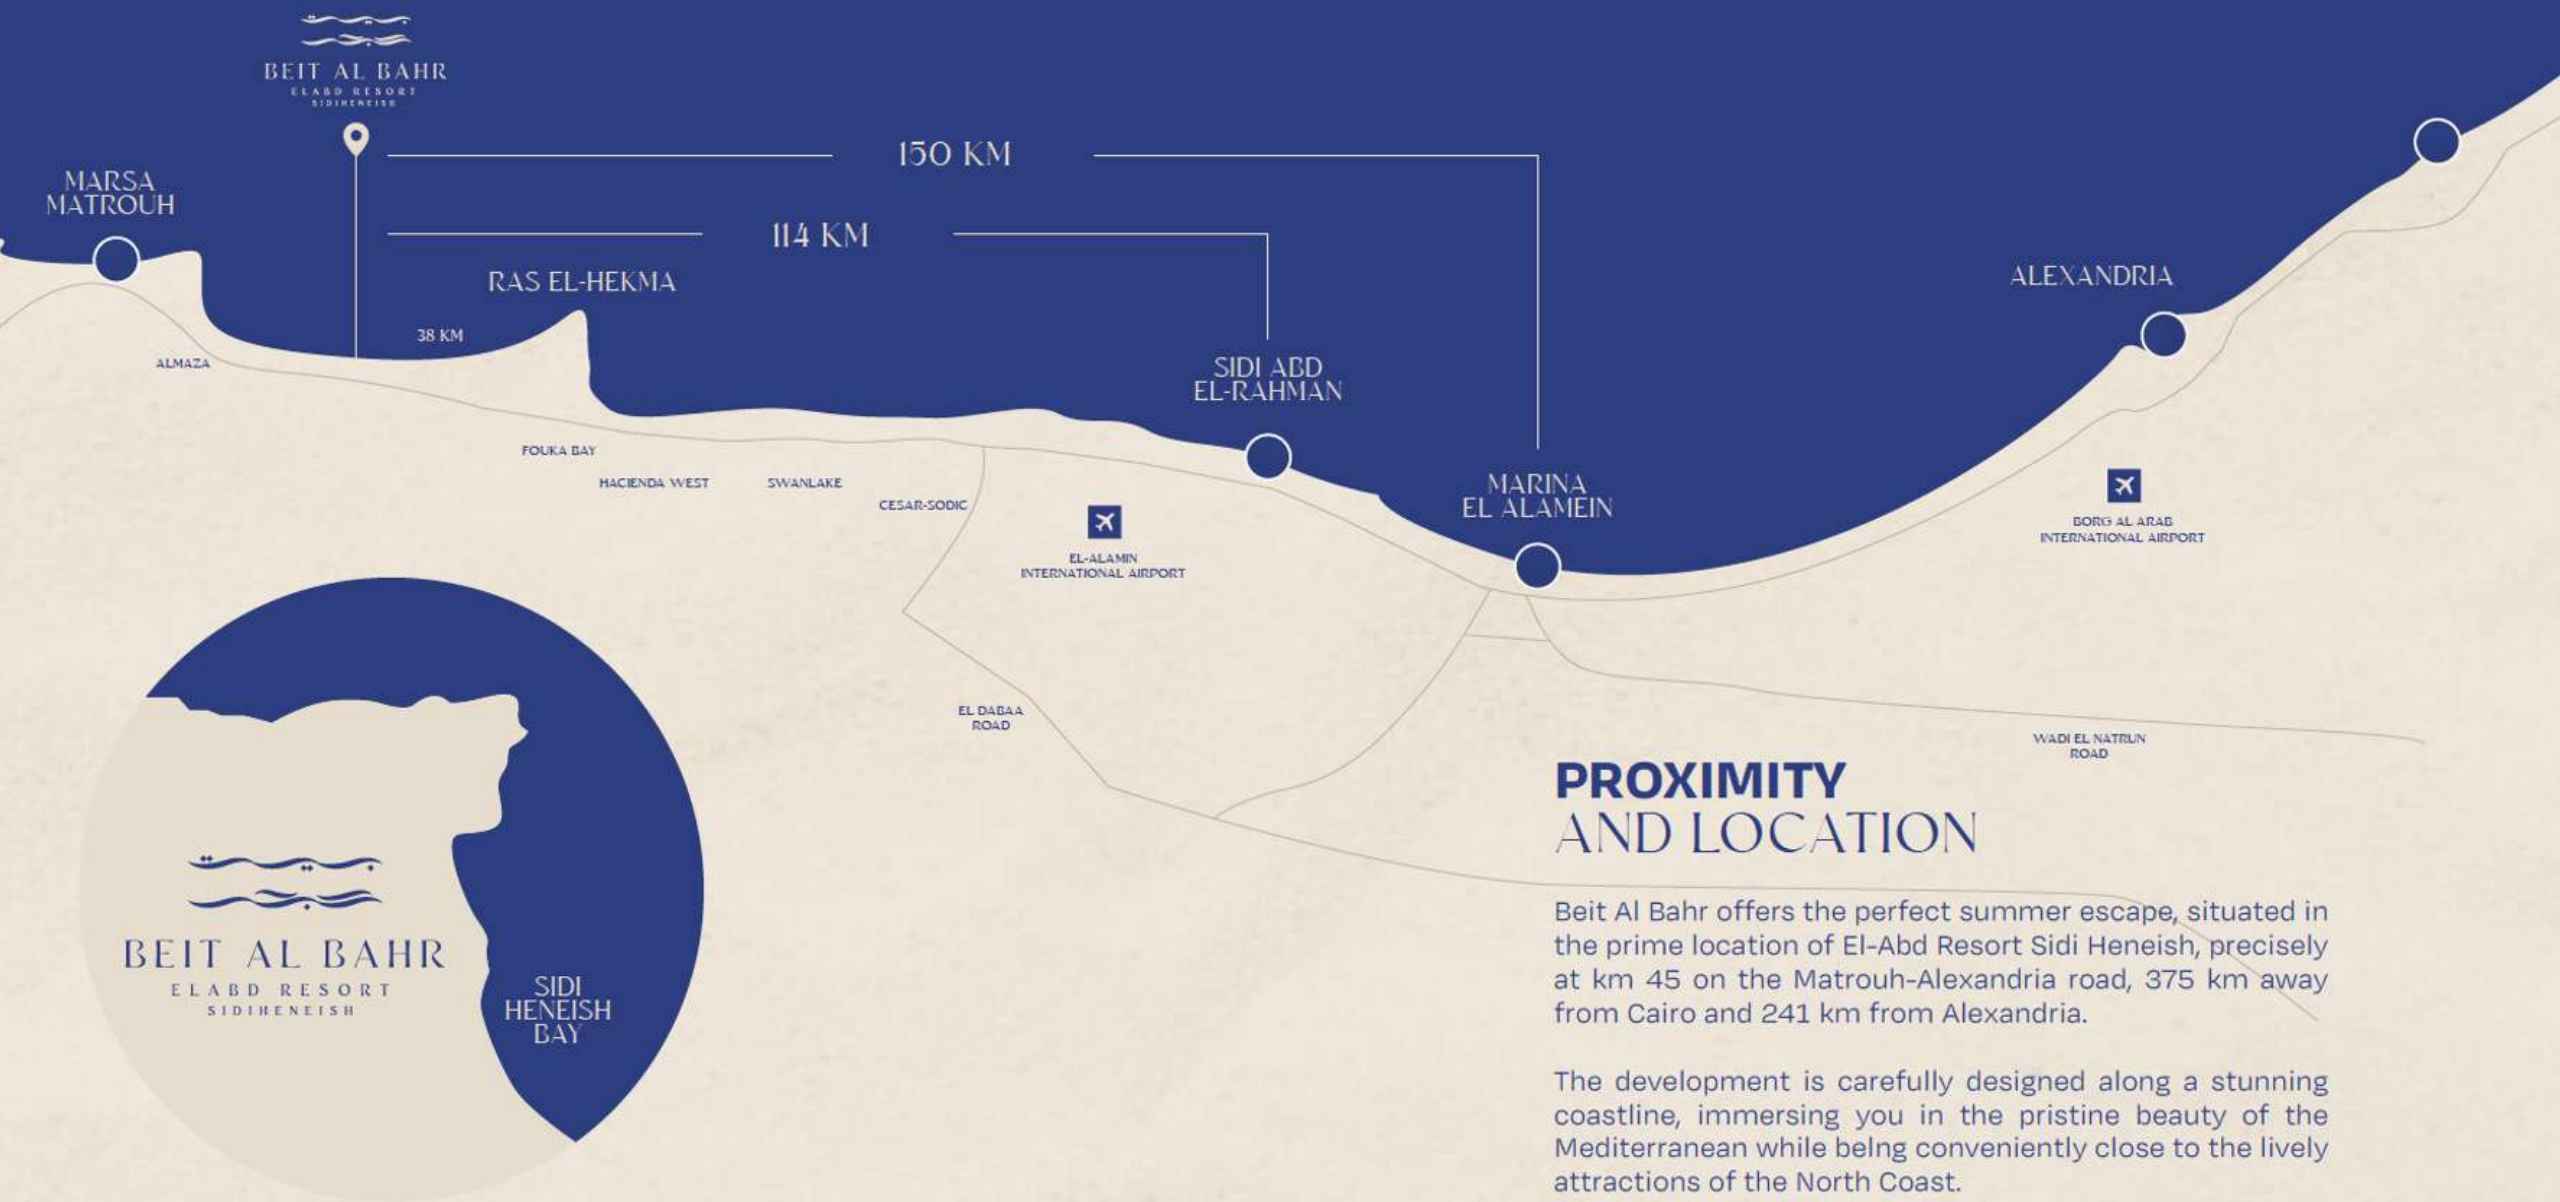 BEIT AL BAHR
ELABD RESORT
SIDIHENEISH
150 KM
MARSA
MATROUH
114 KM
RAS EL-HEKMA
ALEXANDRIA
38 KM
ALMAZA
SIDI ABD
EL-RAHMAN
FOUKA BAY
HACIENDA WEST
SWANLAKE
CESAR-SODIC
MARINA
EL ALAMEIN
BORG AL ARAB
INTERNATIONAL AIRPORT
EL-ALAMIN
INTERNATIONAL AIRPORT
EL DABAA
ROAD
WADI EL NATRUN
ROAD
BEIT AL BAHR
ELABD RESORT
SIDIHENEISH
SIDI
HENEISH
BAY
PROXIMITY
AND LOCATION
Beit Al Bahr offers the perfect summer escape, situated in
the prime location of El-Abd Resort Sidi Heneish, precisely
at km 45 on the Matrouh-Alexandria road, 375 km away
from Cairo and 241 km from Alexandria.
The development is carefully designed along a stunning
coastline, immersing you in the pristine beauty of the
Mediterranean while beIng conveniently close to the lively
attractions of the North Coast.